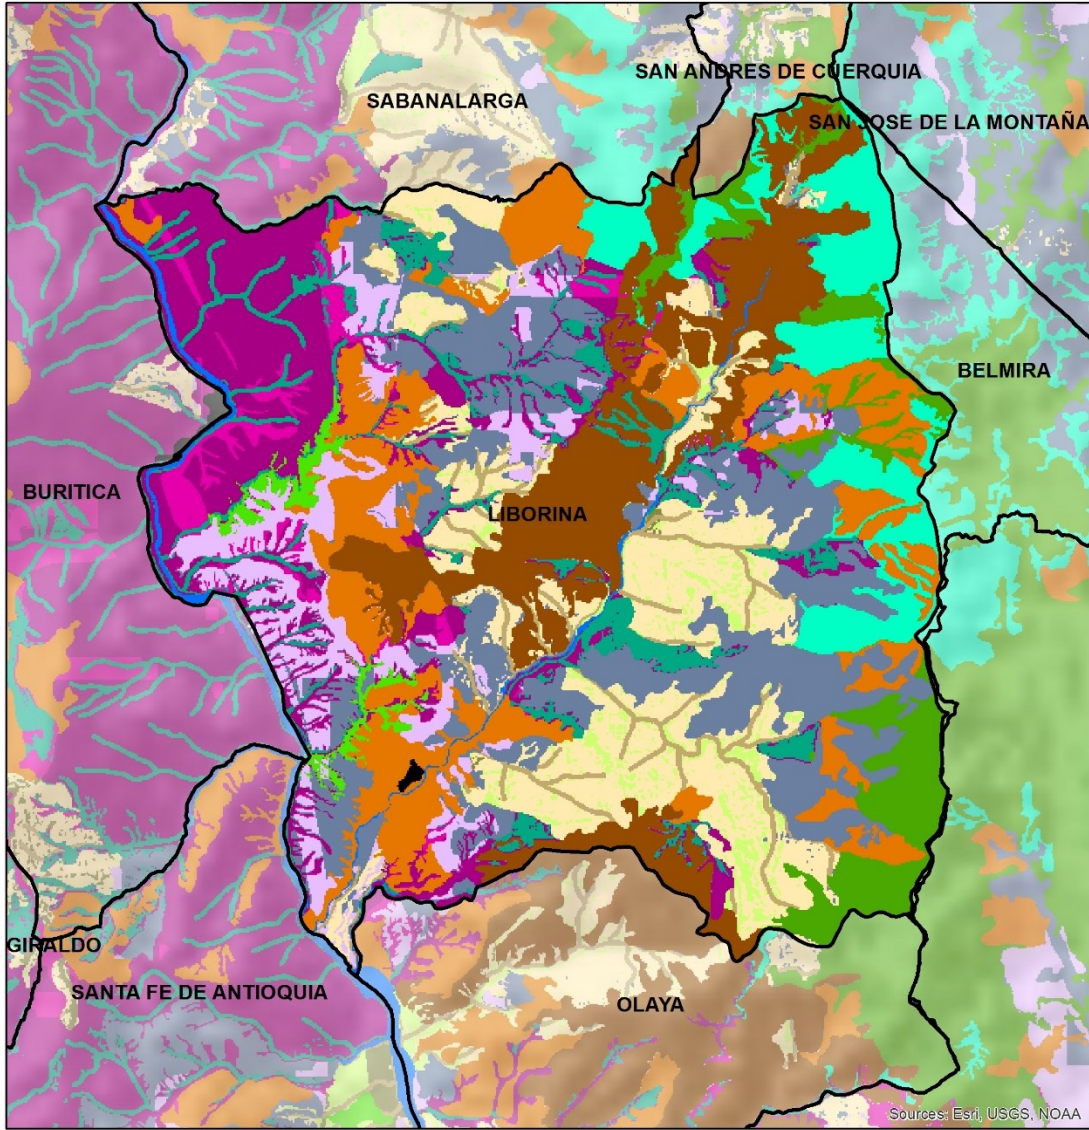 SAN ANDRES DE CUERQUIA
SABANALARGA
SAN JOSE DE LA MONTAÑA
BELMIRA
BURITICA
LIBORINA
GIRALDO
SANTA FE DE ANTIOQUIA
OLAYA
Sources: Esri, USGS, NOAA